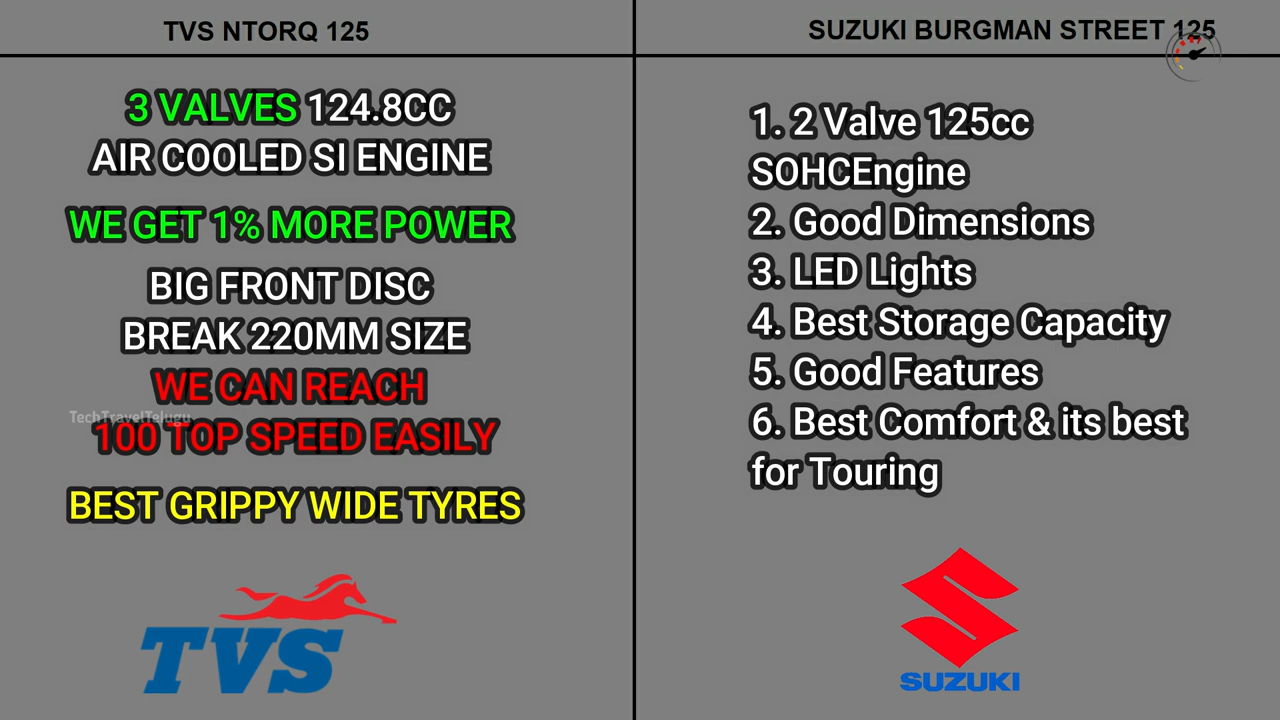 TVS NTORQ 125
3 VALVES 124.8CC
AIR COOLED SI ENGINE
WE GET 1% MORE POWER
BIG FRONT DISC
BREAK 220MM SIZE
WE CAN REACH
TechTravelTelugu
100 TOP SPEED EASILY
BEST GRIPPY WIDE TYRES
TVS
SUZUKI BURGMAN STREET 125
1. 2 Valve 125cc
SOHCEngine
2. Good Dimensions
3. LED Lights
4. Best Storage Capacity
5. Good Features
6. Best Comfort & its best
for Touring
SUZUKI